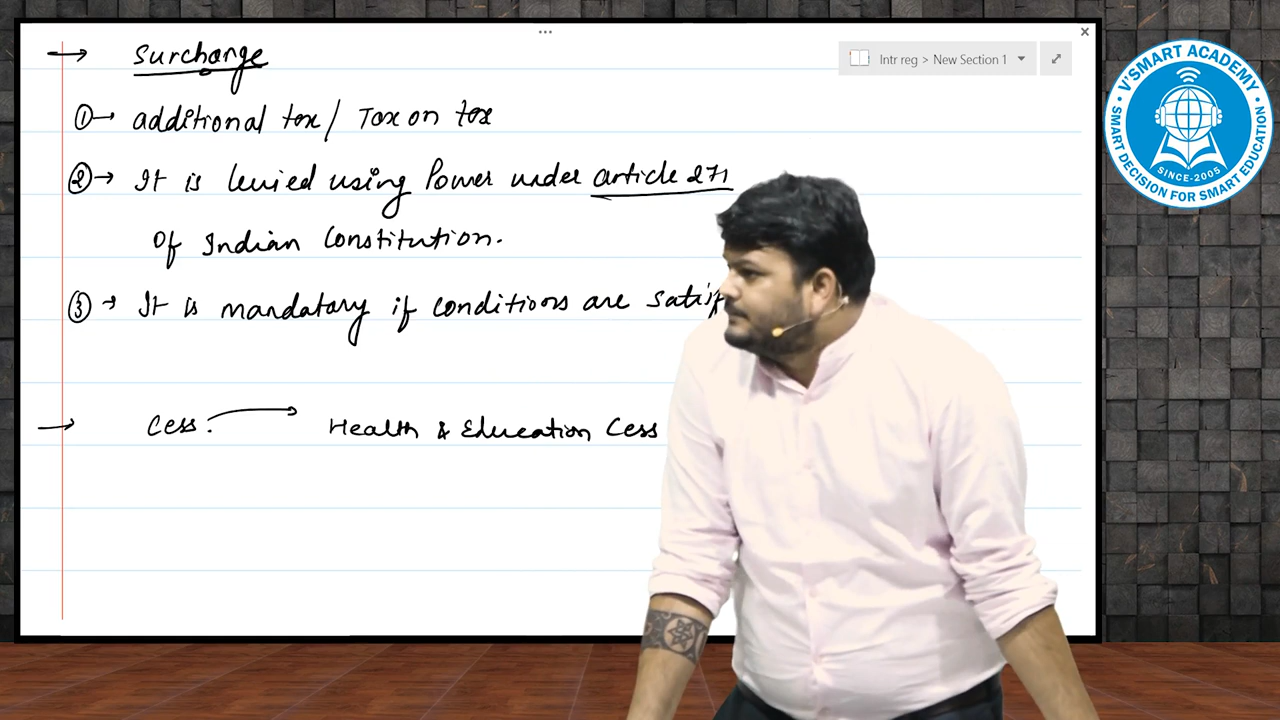 → Surcharge
①→ additional tax / Tax on tax
②→ It is levied using Power under article 271
of Indian Constitution.
③→ It is mandatory if conditions are
→ Cess. → Health & Education Cess
Intr reg > New Section 1
V'SMART ACADEMY
SINCE-2005
SMART DECISION FOR SMART EDUCATION